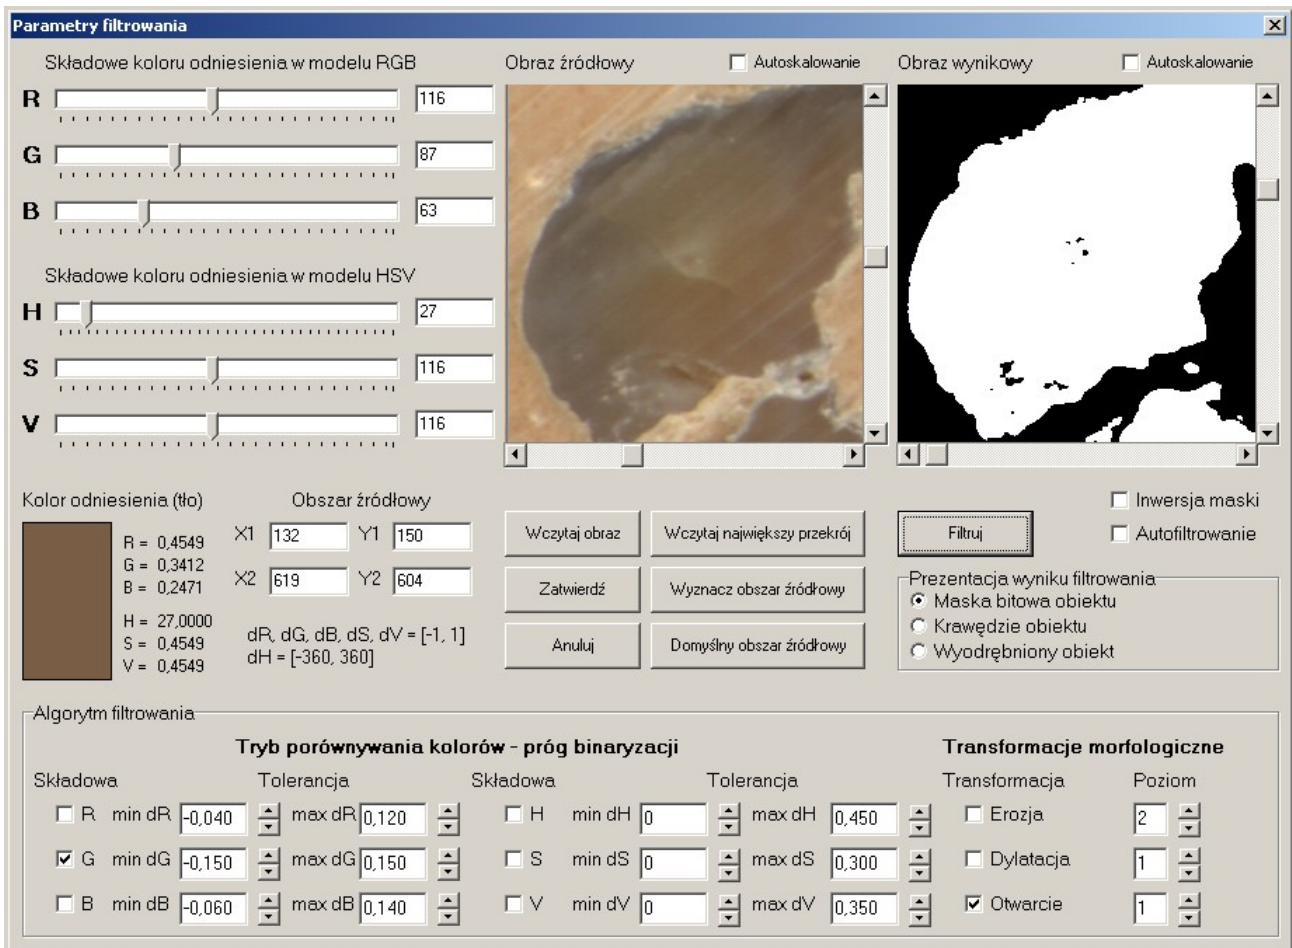 Parametry filtrowania
Składowe koloru odniesienia w modelu RGB
R 116
G 87
B 63
Składowe koloru odniesienia w modelu HSV
H 27
S 116
V 116
Obraz źródłowy Autoskalowanie
Obraz wynikowy Autoskalowanie
Kolor odniesienia (tło)
R = 0,4549
G = 0,3412
B = 0,2471
H = 27,0000
S = 0,4549
V = 0,4549
Obszar źródłowy
X1 132 Y1 150
X2 619 Y2 604
dR, dG, dB, dS, dV = [-1, 1]
dH = [-360, 360]
Wczytaj obraz Wczytaj największy przekrój
Zatwierdź Wyznacz obszar źródłowy
Anuluj Domyślny obszar źródłowy
Filtruj
Inwersja maski
Autofiltrowanie
Prezentacja wyniku filtrowania
Maska bitowa obiektu
Krawędzie obiektu
Wyodrębniony obiekt
Algorytm filtrowania
Tryb porównywania kolorów - próg binaryzacji Transformacje morfologiczne
Składowa Tolerancja Składowa Tolerancja Transformacja Poziom
R min dR -0,040 max dR 0,120 H min dH 0 max dH 0,450 Erozja 2
G min dG -0,150 max dG 0,150 S min dS 0 max dS 0,300 Dylatacja 1
B min dB -0,060 max dB 0,140 V min dV 0 max dV 0,350 Otwarcie 1